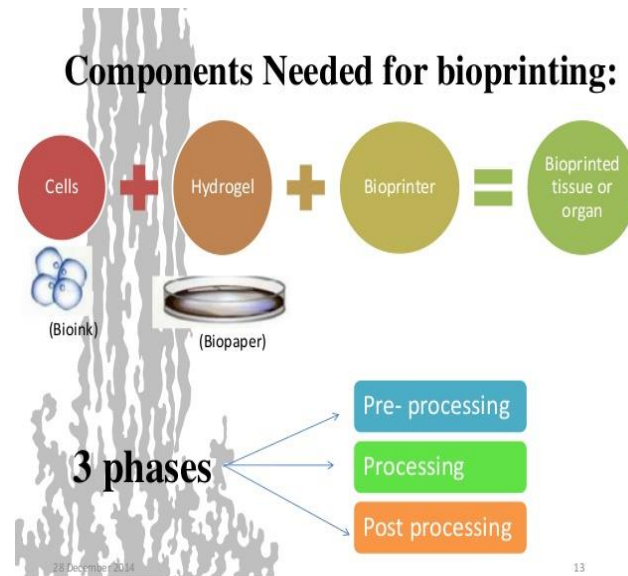 Components Needed for bioprinting:
Cells
Hydrogel
Bioprinter
Bioprinted
tissue or
organ
(Bioink)
(Biopaper)
3 phases
Pre- processing
Processing
Post processing
28 December 2014
13